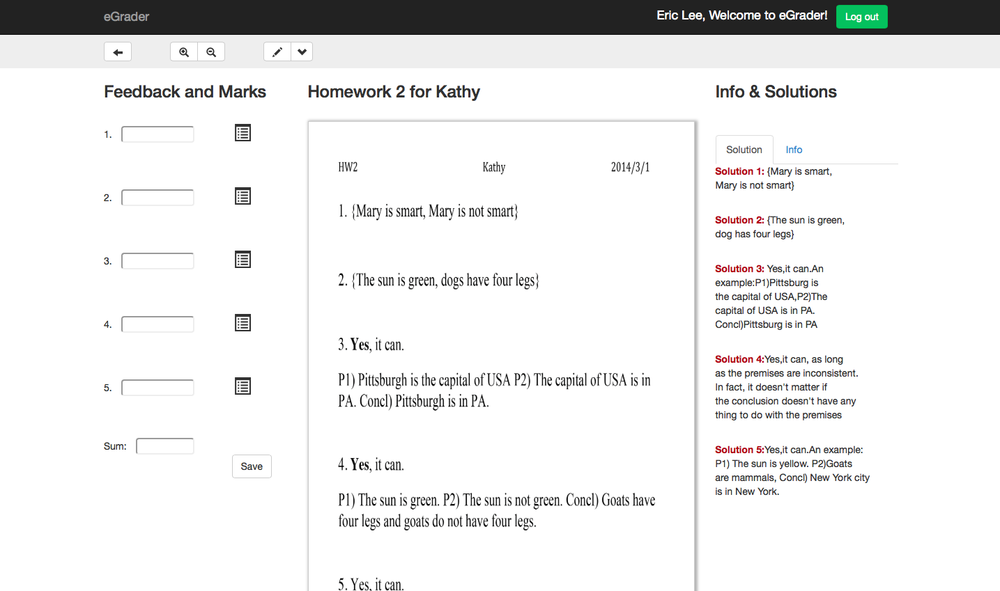 eGrader
Eric Lee, Welcome to eGrader!
Log out
Feedback and Marks
1.
2.
3.
4.
5.
Sum:
Save
Homework 2 for Kathy
HW2 Kathy 2014/3/1
1. {Mary is smart, Mary is not smart}
2. {The sun is green, dogs have four legs}
3. Yes, it can.
P1) Pittsburgh is the capital of USA P2) The capital of USA is in
PA. Concl) Pittsburgh is in PA.
4. Yes, it can.
P1) The sun is green. P2) The sun is not green. Concl) Goats have
four legs and goats do not have four legs.
5. Yes, it can.
Info & Solutions
Solution Info
Solution 1: {Mary is smart,
Mary is not smart}
Solution 2: {The sun is green,
dog has four legs}
Solution 3: Yes,it can.An
example:P1)Pittsburg is
the capital of USA,P2)The
capital of USA is in PA.
Concl)Pittsburg is in PA
Solution 4:Yes,it can, as long
as the premises are inconsistent.
In fact, it doesn't matter if
the conclusion doesn't have any
thing to do with the premises
Solution 5:Yes,it can.An example:
P1) The sun is yellow. P2)Goats
are mammals, Concl) New York city
is in New York.